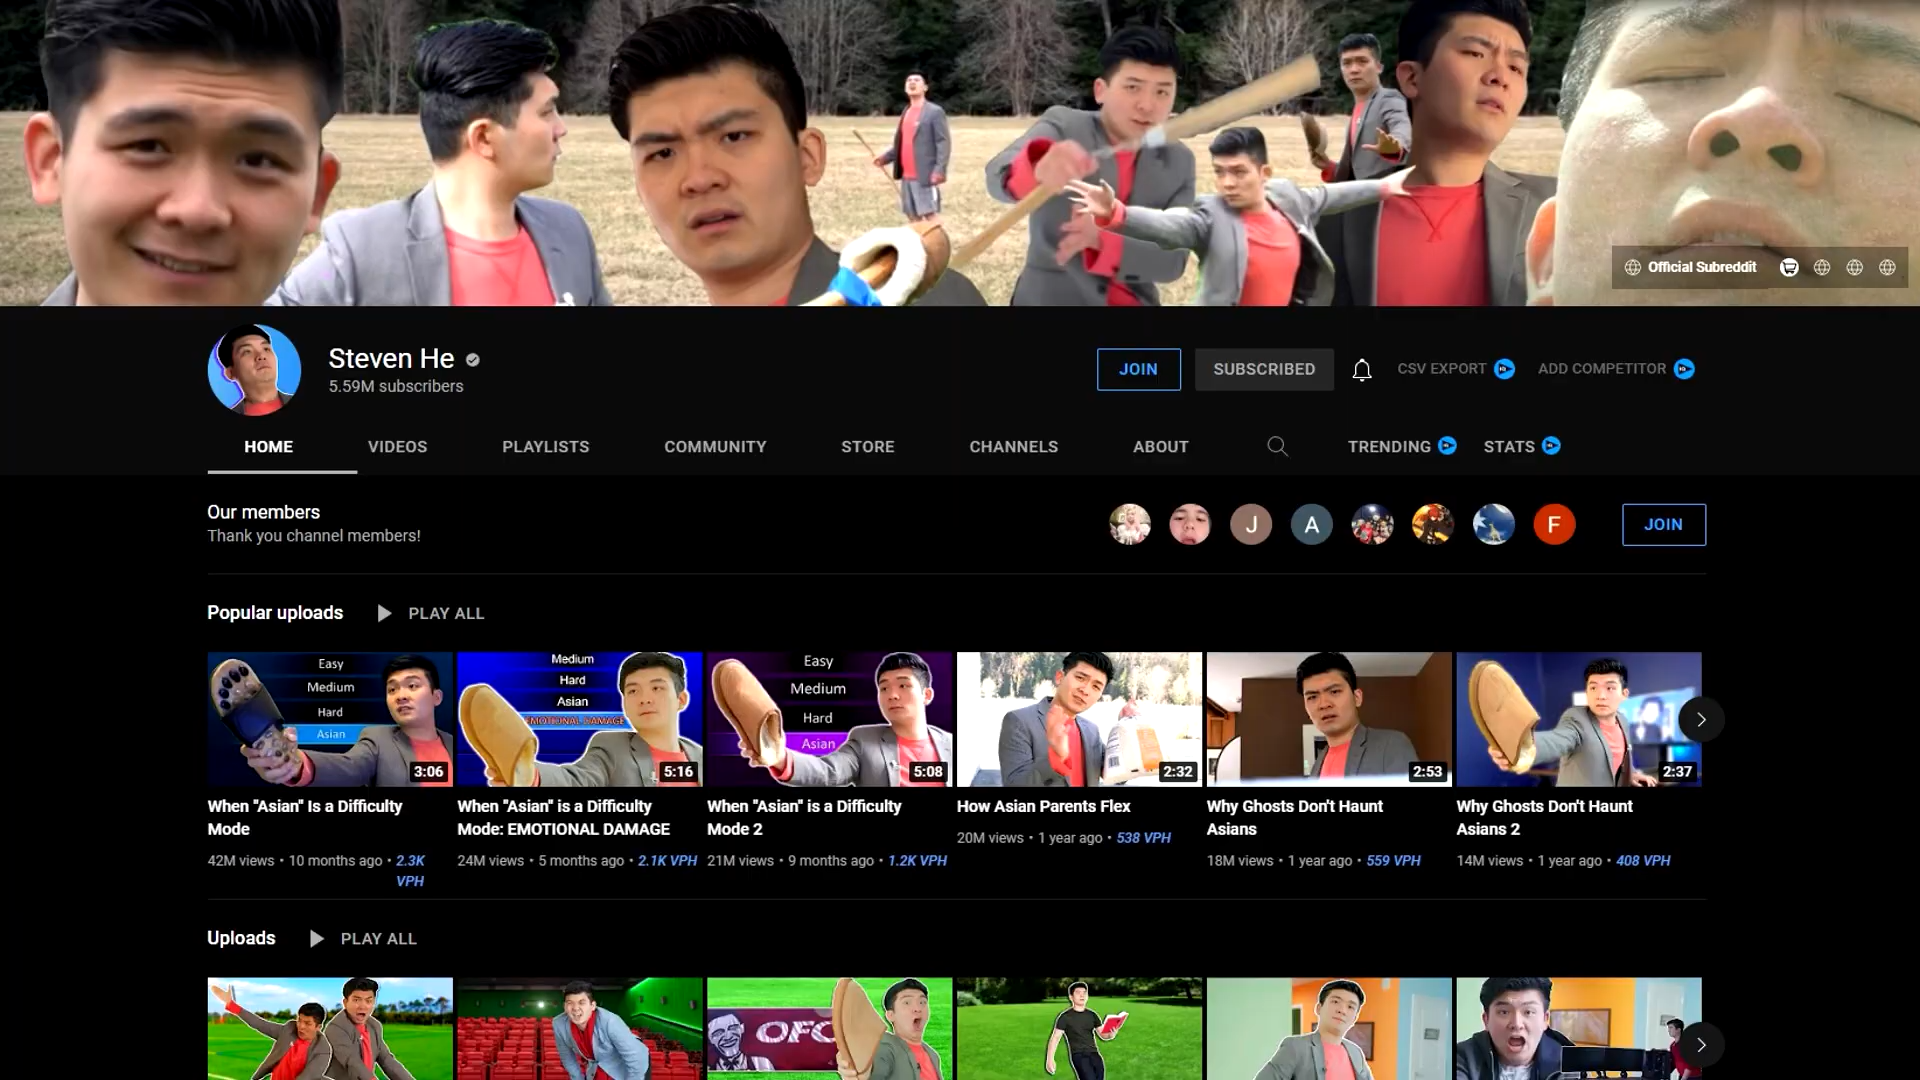 Official Subreddit
Steven He
5.59M subscribers
JOIN
SUBSCRIBED
CSV EXPORT
ADD COMPETITOR
HOME
VIDEOS
PLAYLISTS
COMMUNITY
STORE
CHANNELS
ABOUT
TRENDING
STATS
Our members
Thank you channel members!
J
A
F
JOIN
Popular uploads
PLAY ALL
Easy
Medium
Hard
Asian
3:06
Medium
Hard
Asian
EMOTIONAL DAMAGE
5:16
Easy
Medium
Hard
Asian
5:08
2:32
2:53
2:37
When "Asian" Is a Difficulty
Mode
42M views • 10 months ago • 2.3K
VPH
When "Asian" is a Difficulty
Mode: EMOTIONAL DAMAGE
24M views • 5 months ago • 2.1K VPH
When "Asian" is a Difficulty
Mode 2
21M views • 9 months ago • 1.2K VPH
How Asian Parents Flex
20M views • 1 year ago • 538 VPH
Why Ghosts Don't Haunt
Asians
18M views • 1 year ago • 559 VPH
Why Ghosts Don't Haunt
Asians 2
14M views • 1 year ago • 408 VPH
Uploads
PLAY ALL
OFC